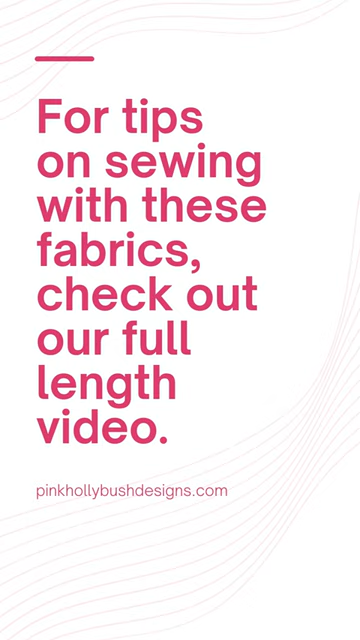 For tips
on sewing
with these
fabrics,
check out
our full
length
video.
pinkhollybushdesigns.com